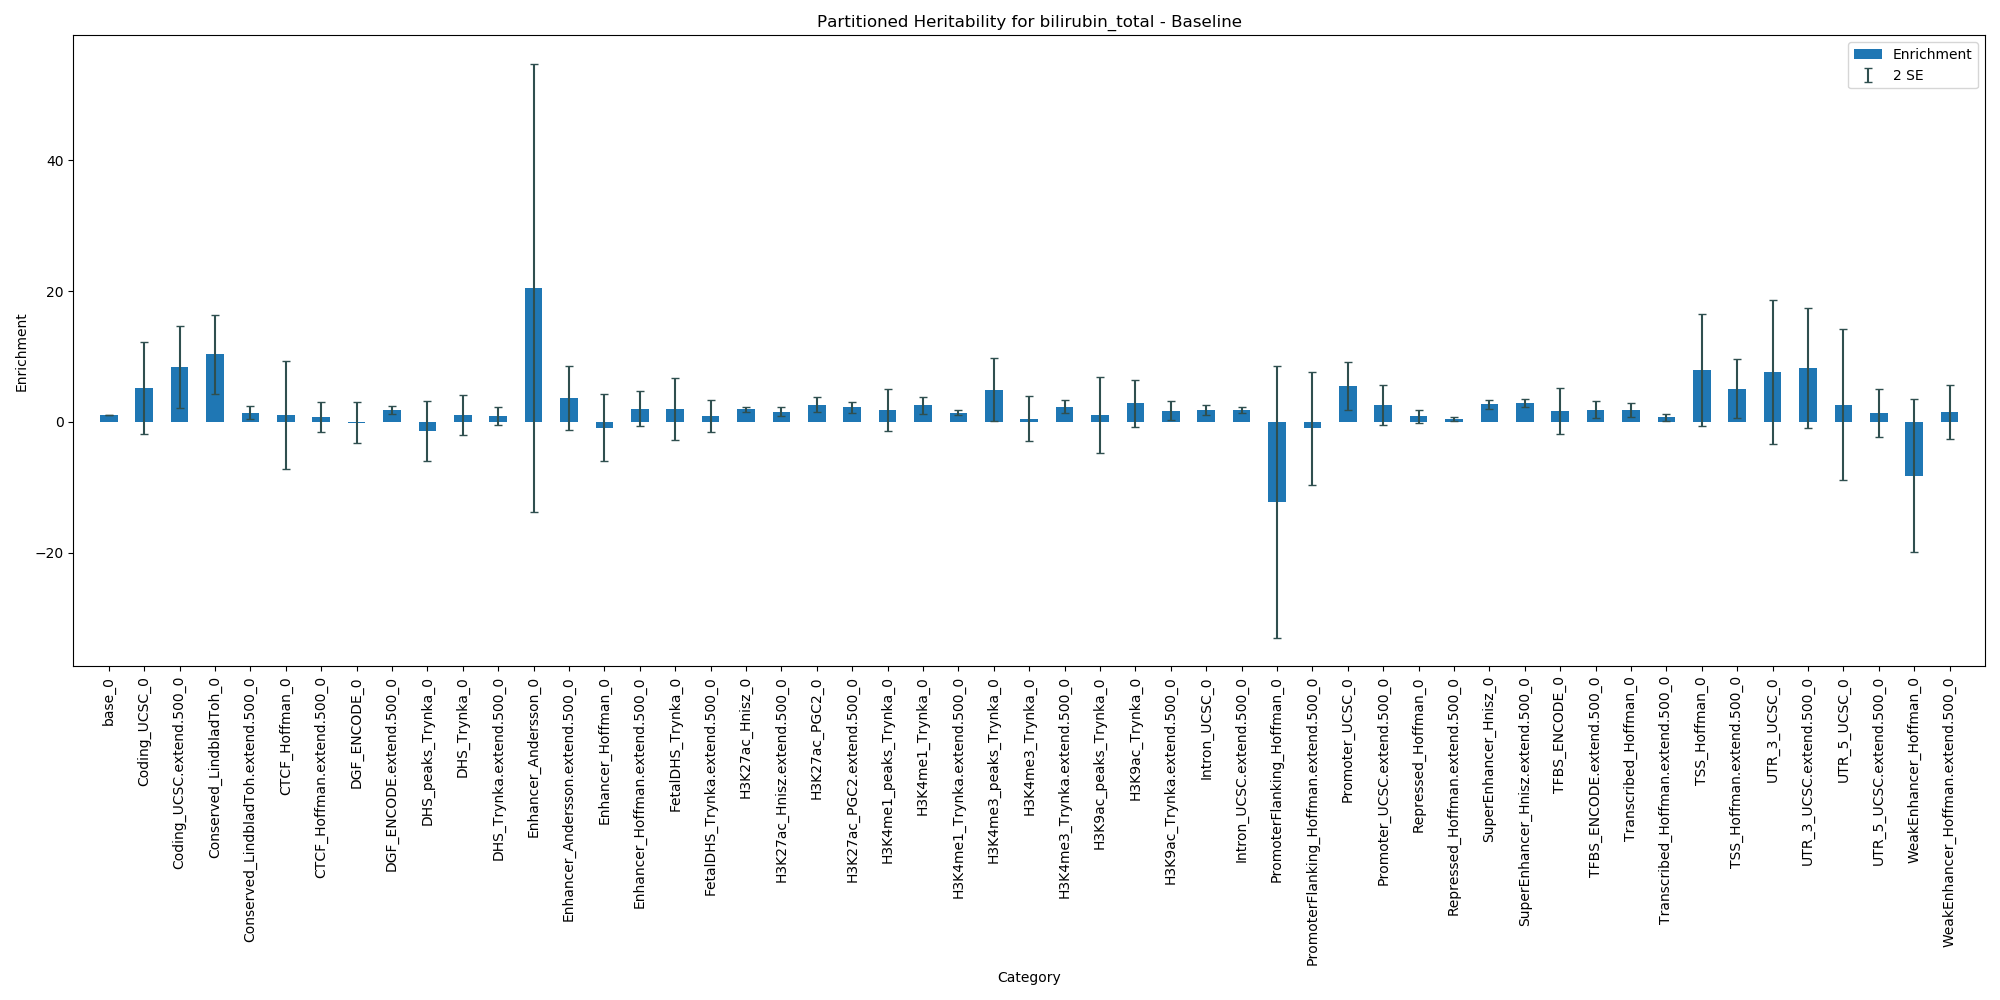 Partitioned Heritability for bilirubin_total - Baseline
Enrichment
2 SE
Enrichment
40
20
0
−20
base_0
Coding_UCSC_0
Coding_UCSC.extend.500_0
Conserved_LindbladToh_0
Conserved_LindbladToh.extend.500_0
CTCF_Hoffman_0
CTCF_Hoffman.extend.500_0
DGF_ENCODE_0
DGF_ENCODE.extend.500_0
DHS_peaks_Trynka_0
DHS_Trynka_0
DHS_Trynka.extend.500_0
Enhancer_Andersson_0
Enhancer_Andersson.extend.500_0
Enhancer_Hoffman_0
Enhancer_Hoffman.extend.500_0
FetalDHS_Trynka_0
FetalDHS_Trynka.extend.500_0
H3K27ac_Hnisz_0
H3K27ac_Hnisz.extend.500_0
H3K27ac_PGC2_0
H3K27ac_PGC2.extend.500_0
H3K4me1_peaks_Trynka_0
H3K4me1_Trynka_0
H3K4me1_Trynka.extend.500_0
H3K4me3_peaks_Trynka_0
H3K4me3_Trynka_0
H3K4me3_Trynka.extend.500_0
H3K9ac_peaks_Trynka_0
H3K9ac_Trynka_0
H3K9ac_Trynka.extend.500_0
Intron_UCSC_0
Intron_UCSC.extend.500_0
PromoterFlanking_Hoffman_0
PromoterFlanking_Hoffman.extend.500_0
Promoter_UCSC_0
Promoter_UCSC.extend.500_0
Repressed_Hoffman_0
Repressed_Hoffman.extend.500_0
SuperEnhancer_Hnisz_0
SuperEnhancer_Hnisz.extend.500_0
TFBS_ENCODE_0
TFBS_ENCODE.extend.500_0
Transcribed_Hoffman_0
Transcribed_Hoffman.extend.500_0
TSS_Hoffman_0
TSS_Hoffman.extend.500_0
UTR_3_UCSC_0
UTR_3_UCSC.extend.500_0
UTR_5_UCSC_0
UTR_5_UCSC.extend.500_0
WeakEnhancer_Hoffman_0
WeakEnhancer_Hoffman.extend.500_0
Category